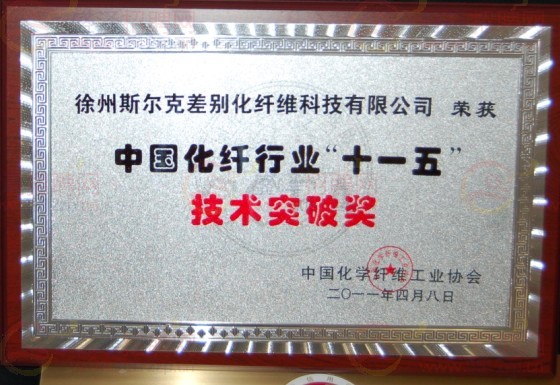 徐州斯尔克差别化纤维科技有限公司 荣获
中国化纤行业“十一五”
技术突破奖
中国化学纤维工业协会
二〇一一年四月八日